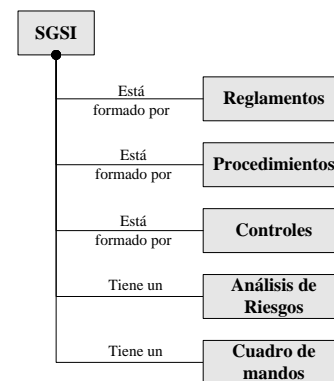 SGSI
Está
formado por
Reglamentos
Está
formado por
Procedimientos
Está
formado por
Controles
Tiene un
Análisis de
Riesgos
Tiene un
Cuadro de
mandos